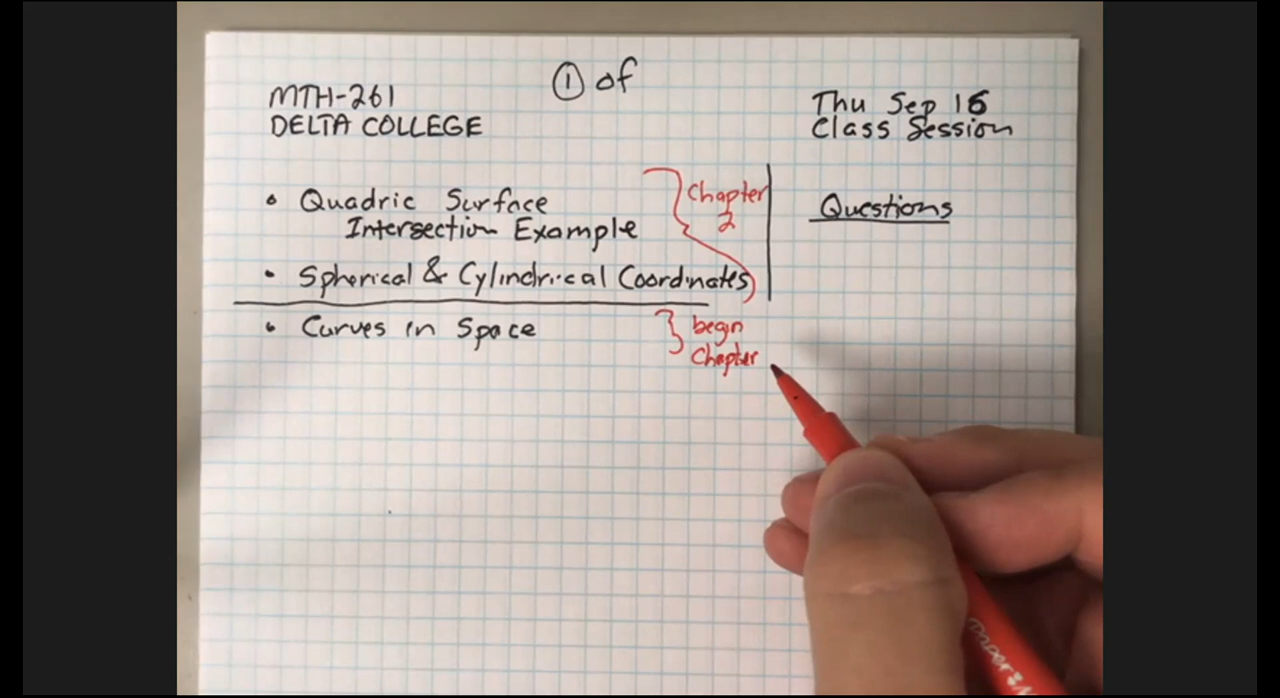 ① of
MTH-261
DELTA COLLEGE
Thu Sep 16
Class Session
• Quadric Surface
Intersection Example
• Spherical & Cylindrical Coordinates
Chapter
2
Questions
• Curves in Space
begin
Chapter
Paper:M